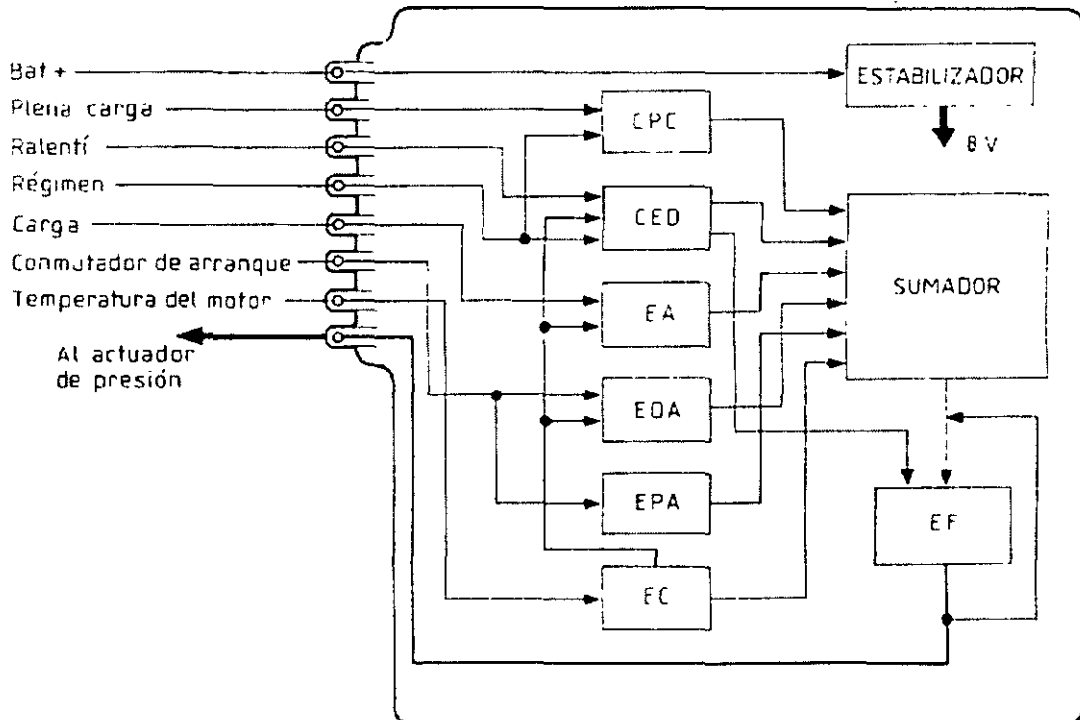 Bat +
Plena carga
Ralentí
Régimen
Carga
Conmutador de arranque
Temperatura del motor
Al actuador
de presión
ESTABILIZADOR
8 V
CPC
CED
EA
EOA
EPA
EC
SUMADOR
EF